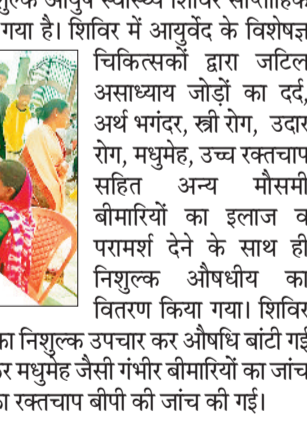 शुल्क आयुष स्वास्थ्य शिविर साप्ताहिक
गया है। शिविर में आयुर्वेद के विशेषज्ञ
चिकित्सकों द्वारा जटिल
असाध्याय जोड़ों का दर्द,
अर्थ भगंदर, स्त्री रोग, उदार
रोग, मधुमेह, उच्च रक्तचाप
सहित अन्य मौसमी
बीमारियों का इलाज व
परामर्श देने के साथ ही
निशुल्क औषधीय का
वितरण किया गया। शिविर
का निशुल्क उपचार कर औषधि बांटी गई
मधुमेह जैसी गंभीर बीमारियों का जांच
रक्तचाप बीपी की जांच की गई।